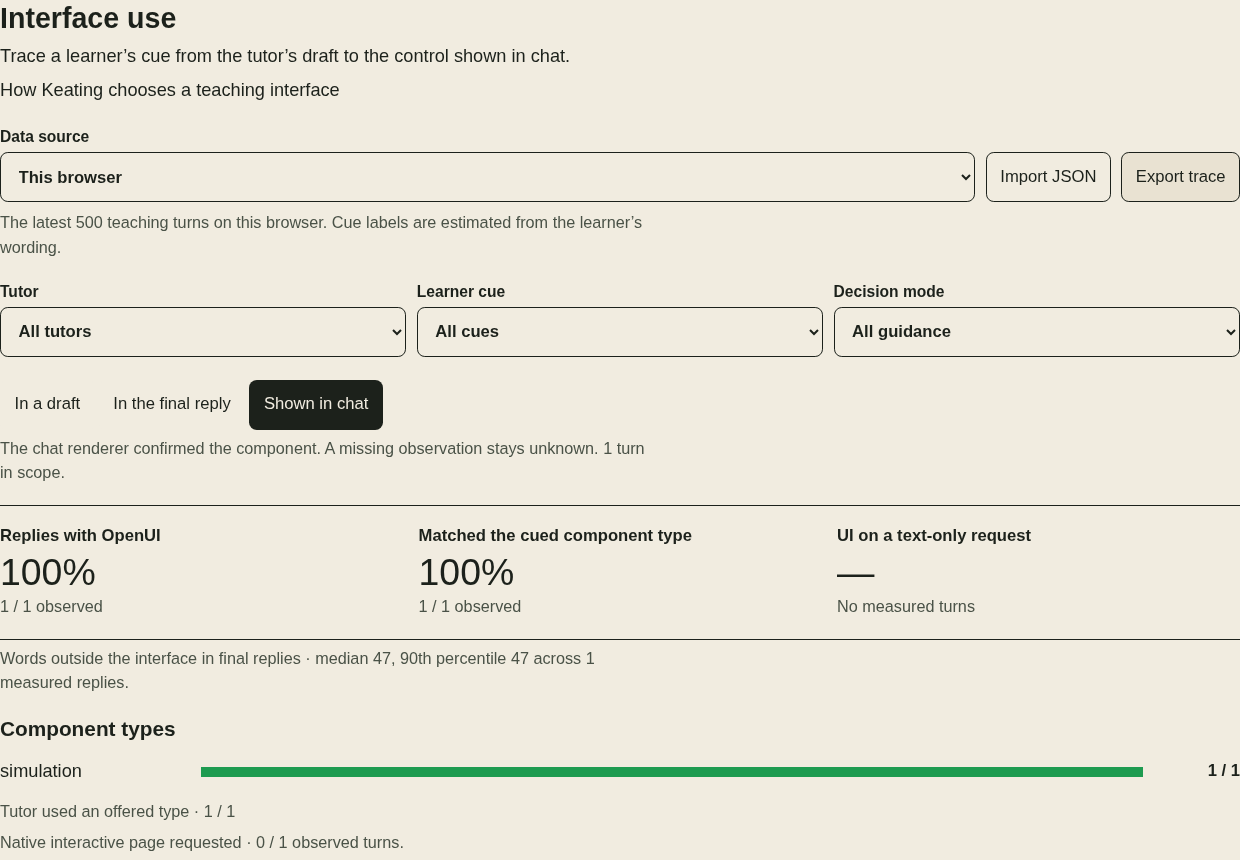 Interface use
Trace a learner’s cue from the tutor’s draft to the control shown in chat.
How Keating chooses a teaching interface
Data source
This browser
Import JSON
Export trace
The latest 500 teaching turns on this browser. Cue labels are estimated from the learner’s
wording.
Tutor
Learner cue
Decision mode
All tutors
All cues
All guidance
In a draft
In the final reply
Shown in chat
The chat renderer confirmed the component. A missing observation stays unknown. 1 turn
in scope.
Replies with OpenUI
Matched the cued component type
UI on a text-only request
100%
100%
—
1 / 1 observed
1 / 1 observed
No measured turns
Words outside the interface in final replies · median 47, 90th percentile 47 across 1
measured replies.
Component types
simulation
1 / 1
Tutor used an offered type · 1 / 1
Native interactive page requested · 0 / 1 observed turns.